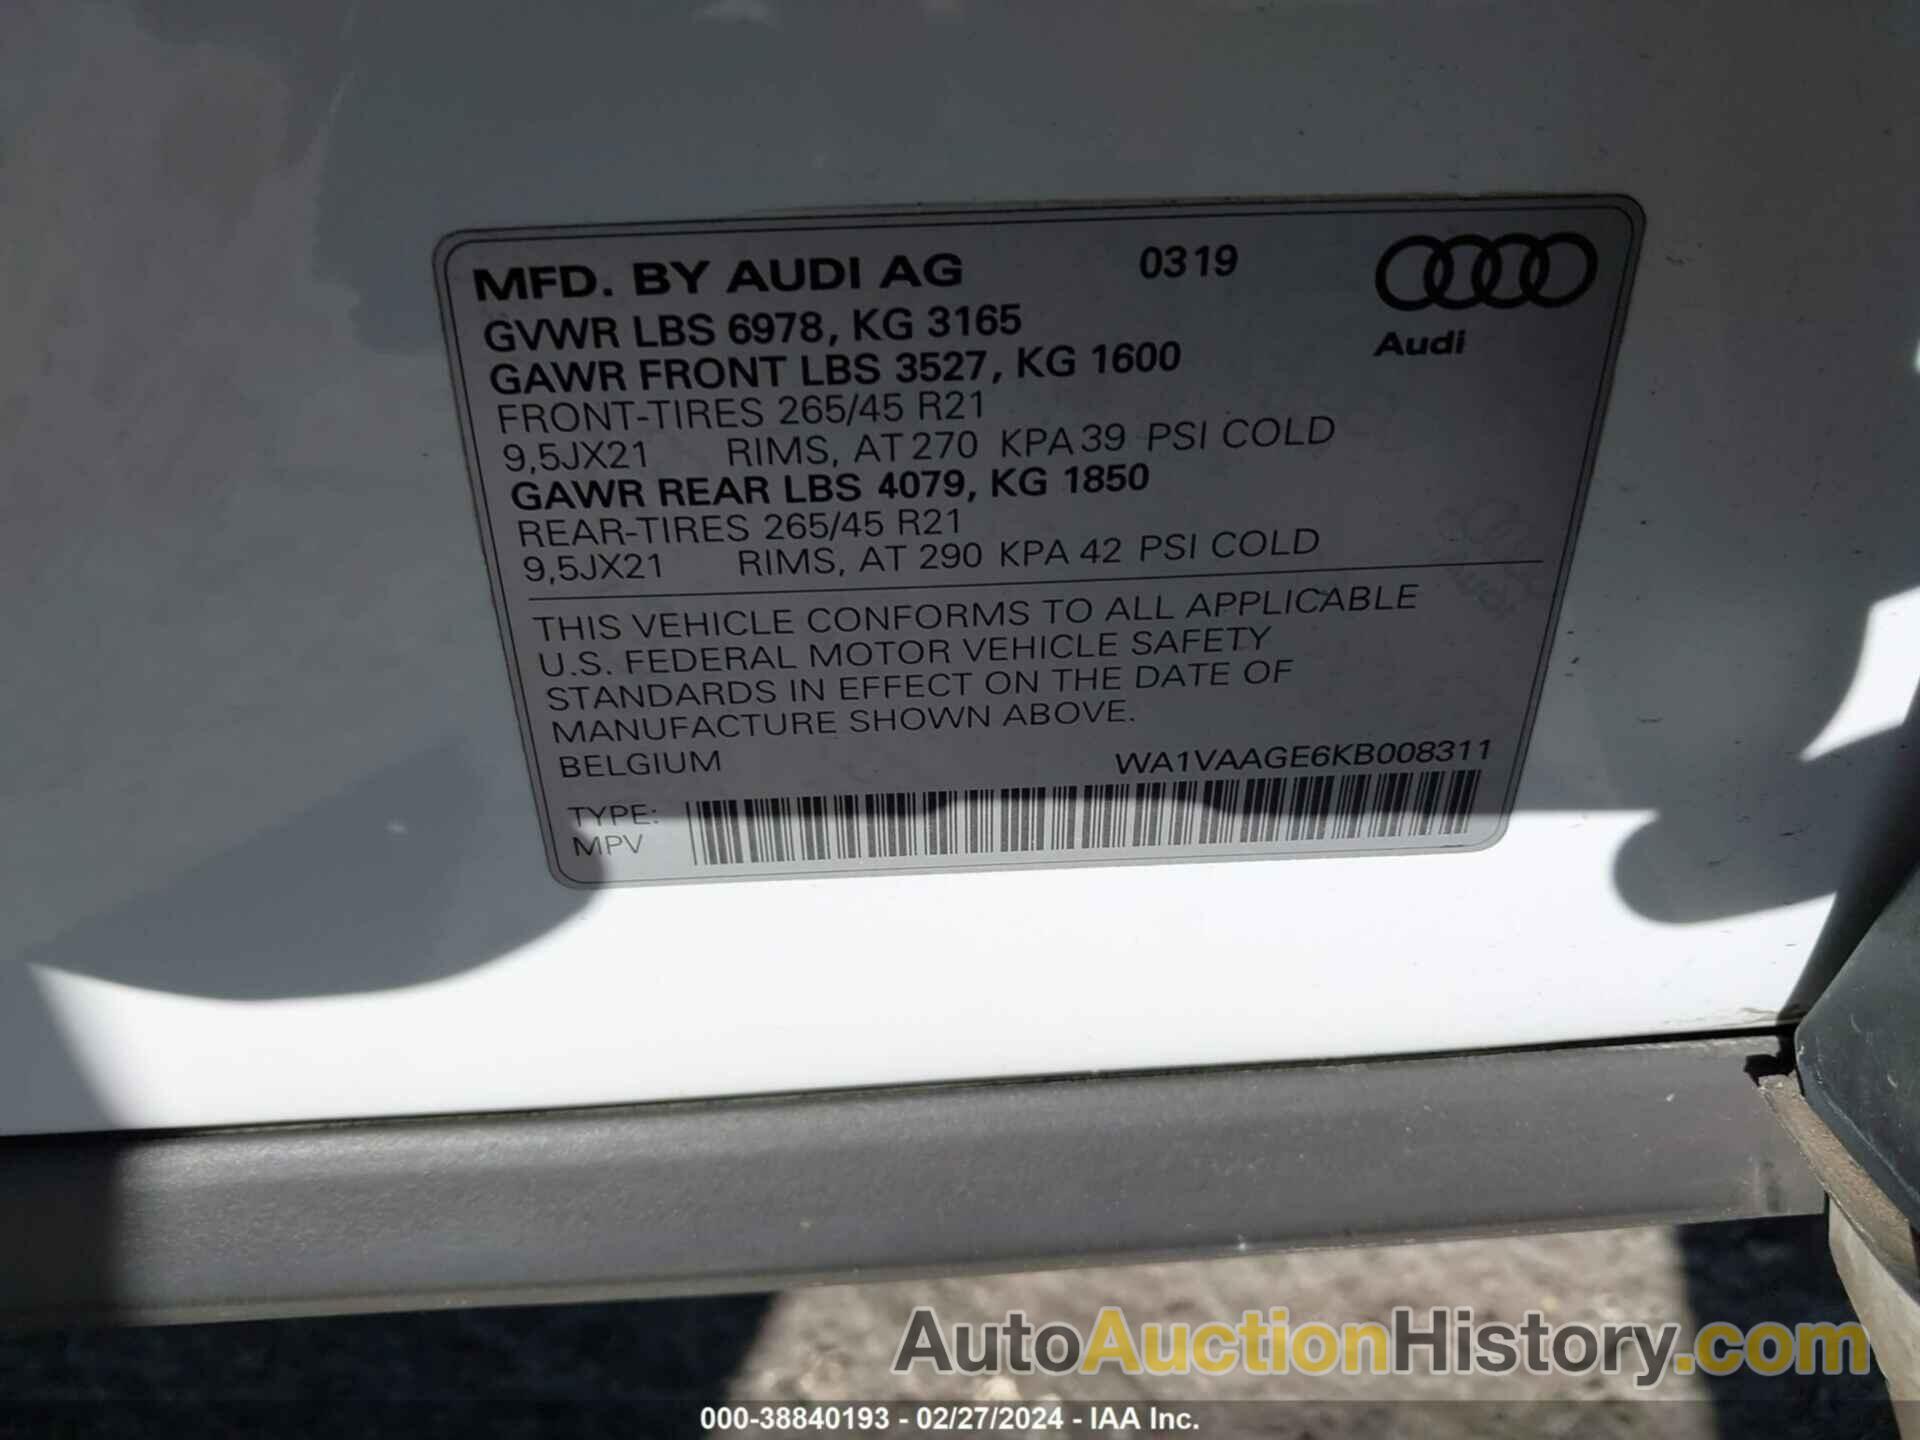 MFD. BY AUDI AG 0319
GVWR LBS 6978, KG 3165
GAWR FRONT LBS 3527, KG 1600
Audi
FRONT-TIRES 265/45 R21
9,5JX21 RIMS, AT 270 KPA 39 PSI COLD
GAWR REAR LBS 4079, KG 1850
REAR-TIRES 265/45 R21
9,5JX21 RIMS, AT 290 KPA 42 PSI COLD
THIS VEHICLE CONFORMS TO ALL APPLICABLE
U.S. FEDERAL MOTOR VEHICLE SAFETY
STANDARDS IN EFFECT ON THE DATE OF
MANUFACTURE SHOWN ABOVE.
BELGIUM WA1VAAGE6KB008311
TYPE:
MPV
AutoAuctionHistory.com
000-38840193 - 02/27/2024 - IAA Inc.